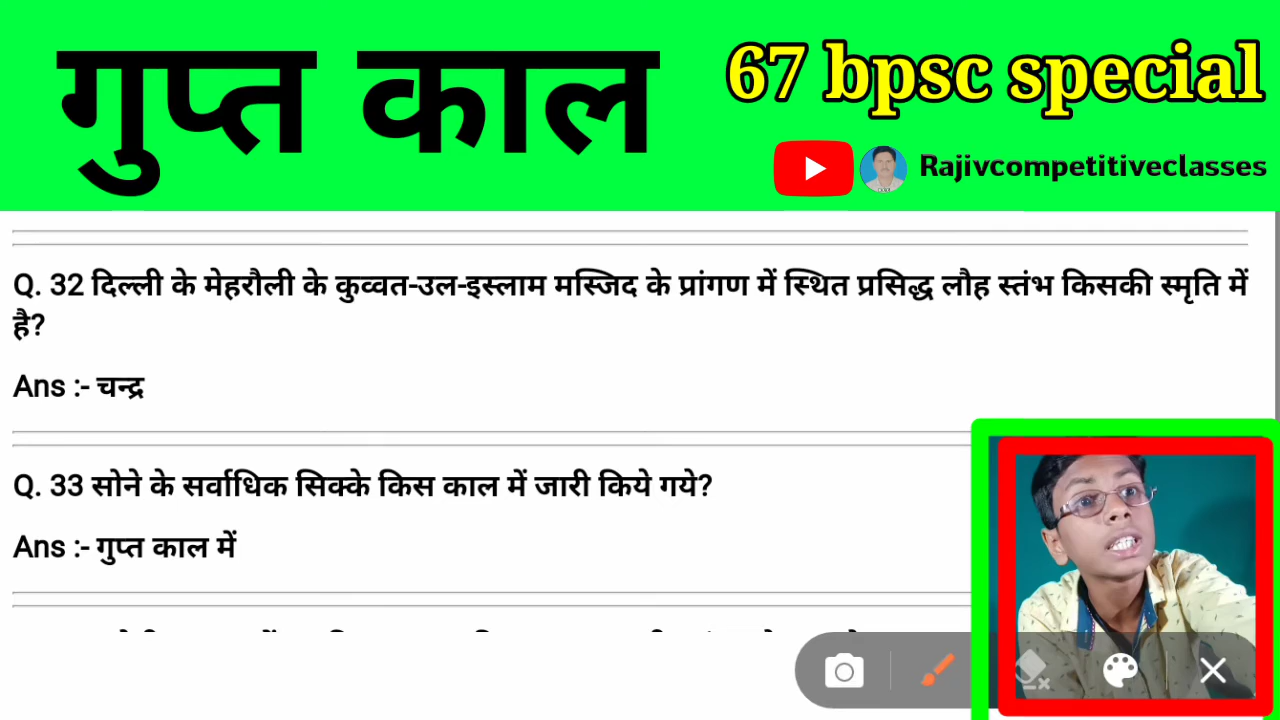 गुप्त काल
67 bpsc special
Rajivcompetitiveclasses
Q. 32 दिल्ली के मेहरौली के कुव्वत-उल-इस्लाम मस्जिद के प्रांगण में स्थित प्रसिद्ध लौह स्तंभ किसकी स्मृति में
है?
Ans :- चन्द्र
Q. 33 सोने के सर्वाधिक सिक्के किस काल में जारी किये गये?
Ans :- गुप्त काल में